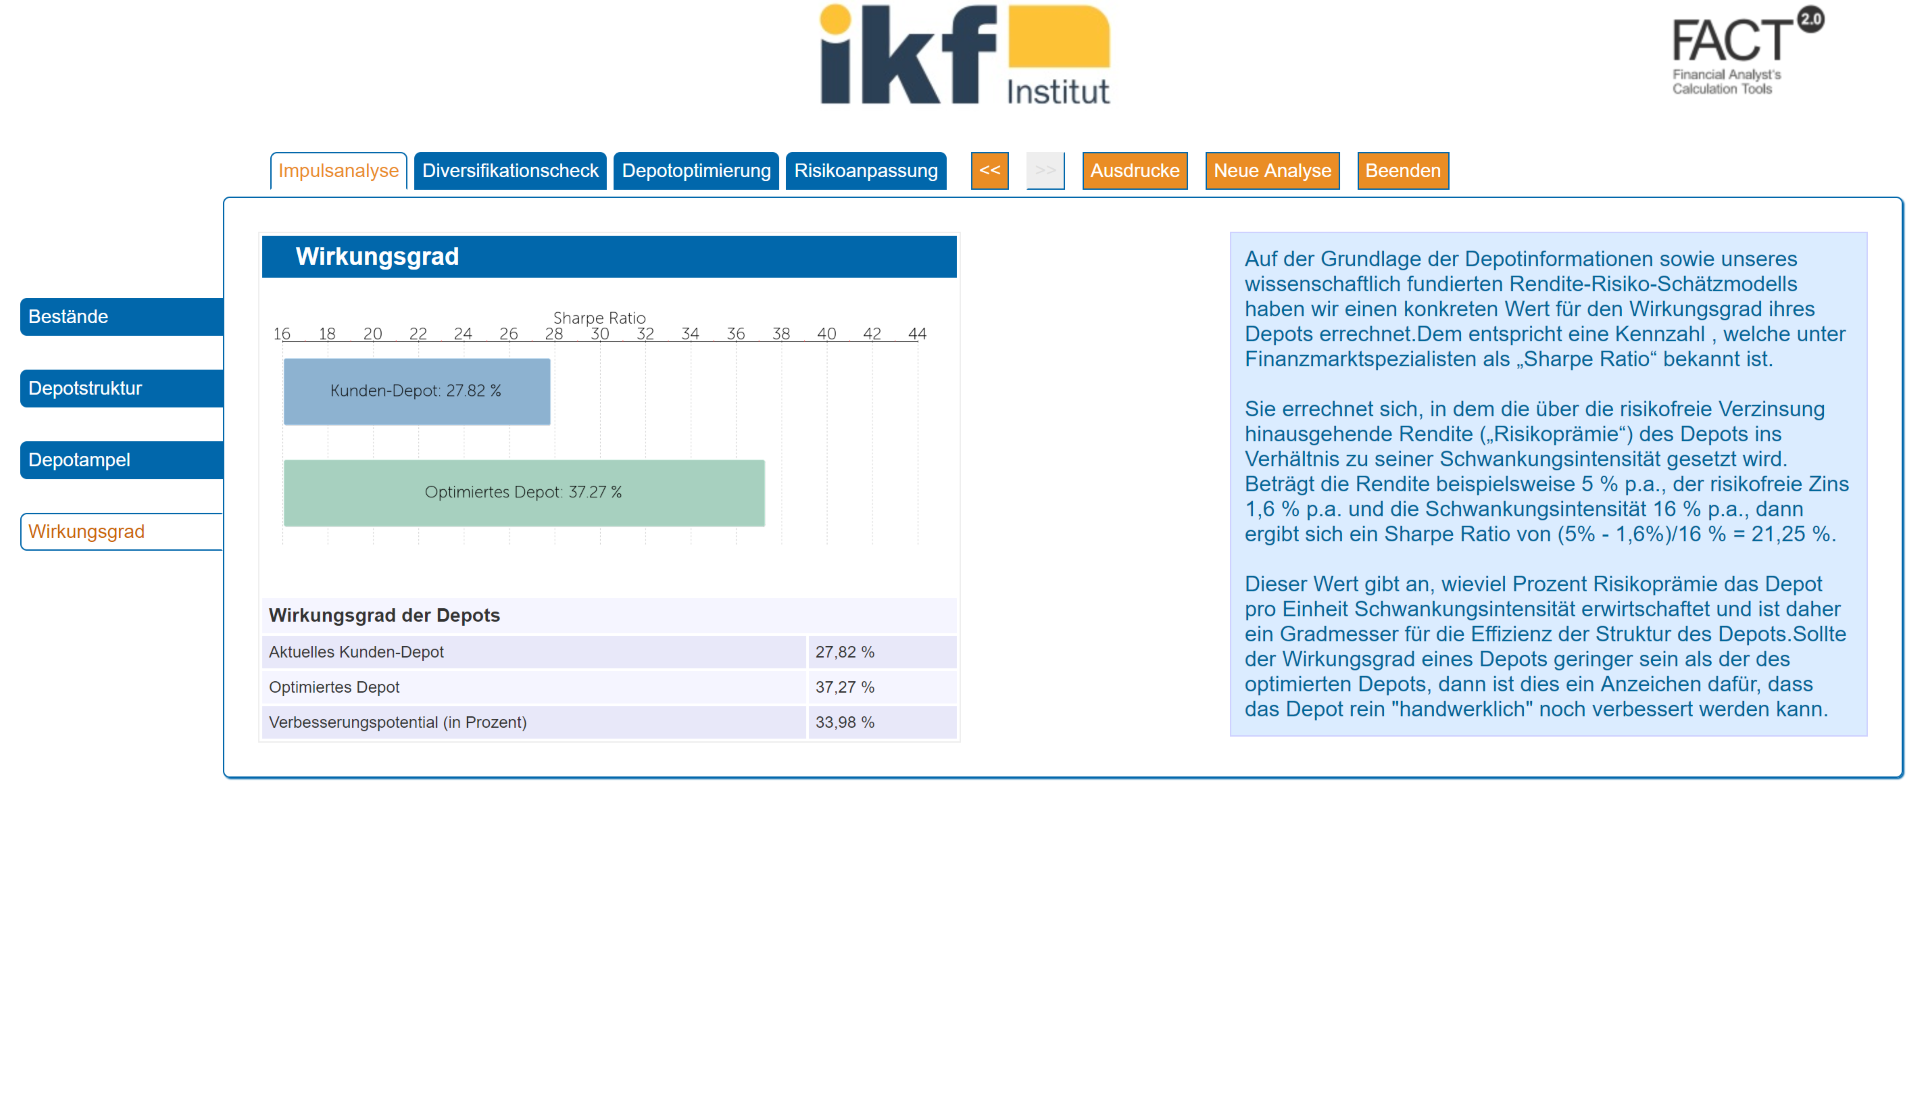 ikf
Institut
FACT 2.0
Financial Analyst's
Calculation Tools
Impulsanalyse
Diversifikationscheck
Depotoptimierung
Risikoanpassung
<<
>>
Ausdrucke
Neue Analyse
Beenden
Bestände
Depotstruktur
Depotampel
Wirkungsgrad
Wirkungsgrad
Sharpe Ratio
16 18 20 22 24 26 28 30 32 34 36 38 40 42 44
Kunden-Depot: 27.82 %
Optimiertes Depot: 37.27 %
Wirkungsgrad der Depots
Aktuelles Kunden-Depot 27,82 %
Optimiertes Depot 37,27 %
Verbesserungspotential (in Prozent) 33,98 %
Auf der Grundlage der Depotinformationen sowie unseres
wissenschaftlich fundierten Rendite-Risiko-Schätzmodells
haben wir einen konkreten Wert für den Wirkungsgrad ihres
Depots errechnet.Dem entspricht eine Kennzahl , welche unter
Finanzmarktspezialisten als „Sharpe Ratio“ bekannt ist.
Sie errechnet sich, in dem die über die risikofreie Verzinsung
hinausgehende Rendite („Risikoprämie“) des Depots ins
Verhältnis zu seiner Schwankungsintensität gesetzt wird.
Beträgt die Rendite beispielsweise 5 % p.a., der risikofreie Zins
1,6 % p.a. und die Schwankungsintensität 16 % p.a., dann
ergibt sich ein Sharpe Ratio von (5% - 1,6%)/16 % = 21,25 %.
Dieser Wert gibt an, wieviel Prozent Risikoprämie das Depot
pro Einheit Schwankungsintensität erwirtschaftet und ist daher
ein Gradmesser für die Effizienz der Struktur des Depots.Sollte
der Wirkungsgrad eines Depots geringer sein als der des
optimierten Depots, dann ist dies ein Anzeichen dafür, dass
das Depot rein "handwerklich" noch verbessert werden kann.